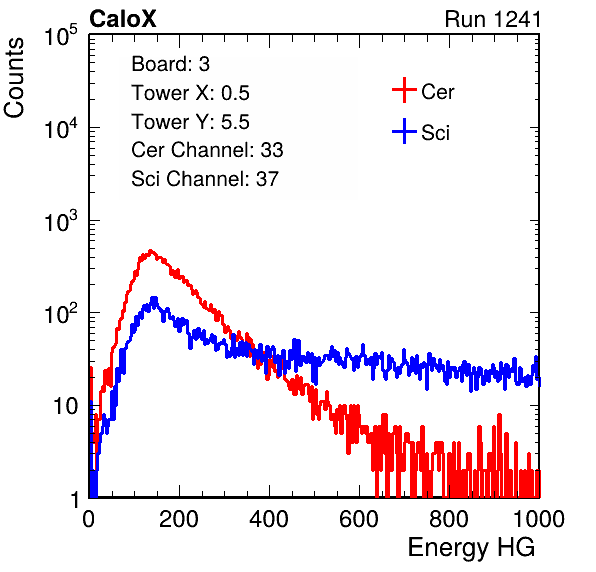 CaloX
Run 1241
Counts
10^5
10^4
10^3
10^2
10
1
Board: 3
Tower X: 0.5
Tower Y: 5.5
Cer Channel: 33
Sci Channel: 37
Cer
Sci
0 200 400 600 800 1000
Energy HG